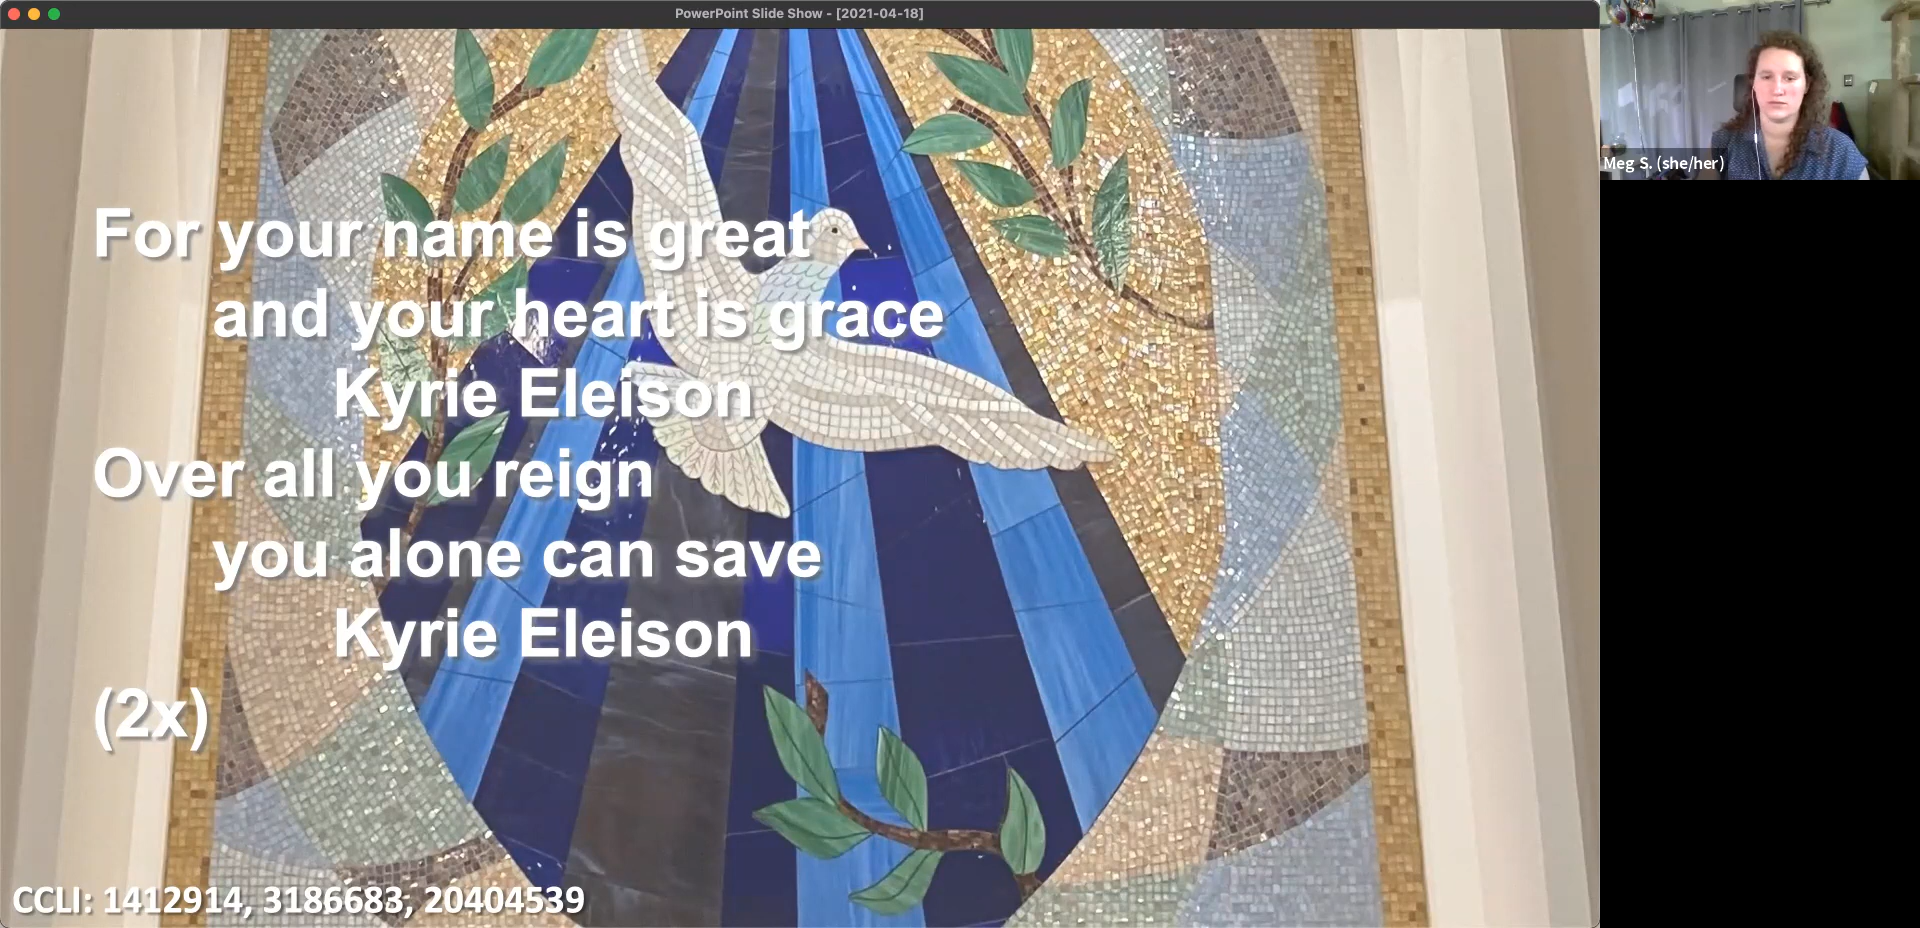 PowerPoint Slide Show - [2021-04-18]
For your name is great
and your heart is grace
Kyrie Eleison
Over all you reign
you alone can save
Kyrie Eleison
(2x)
CCLI: 1412914, 3186683, 20404539
Meg S. (she/her)